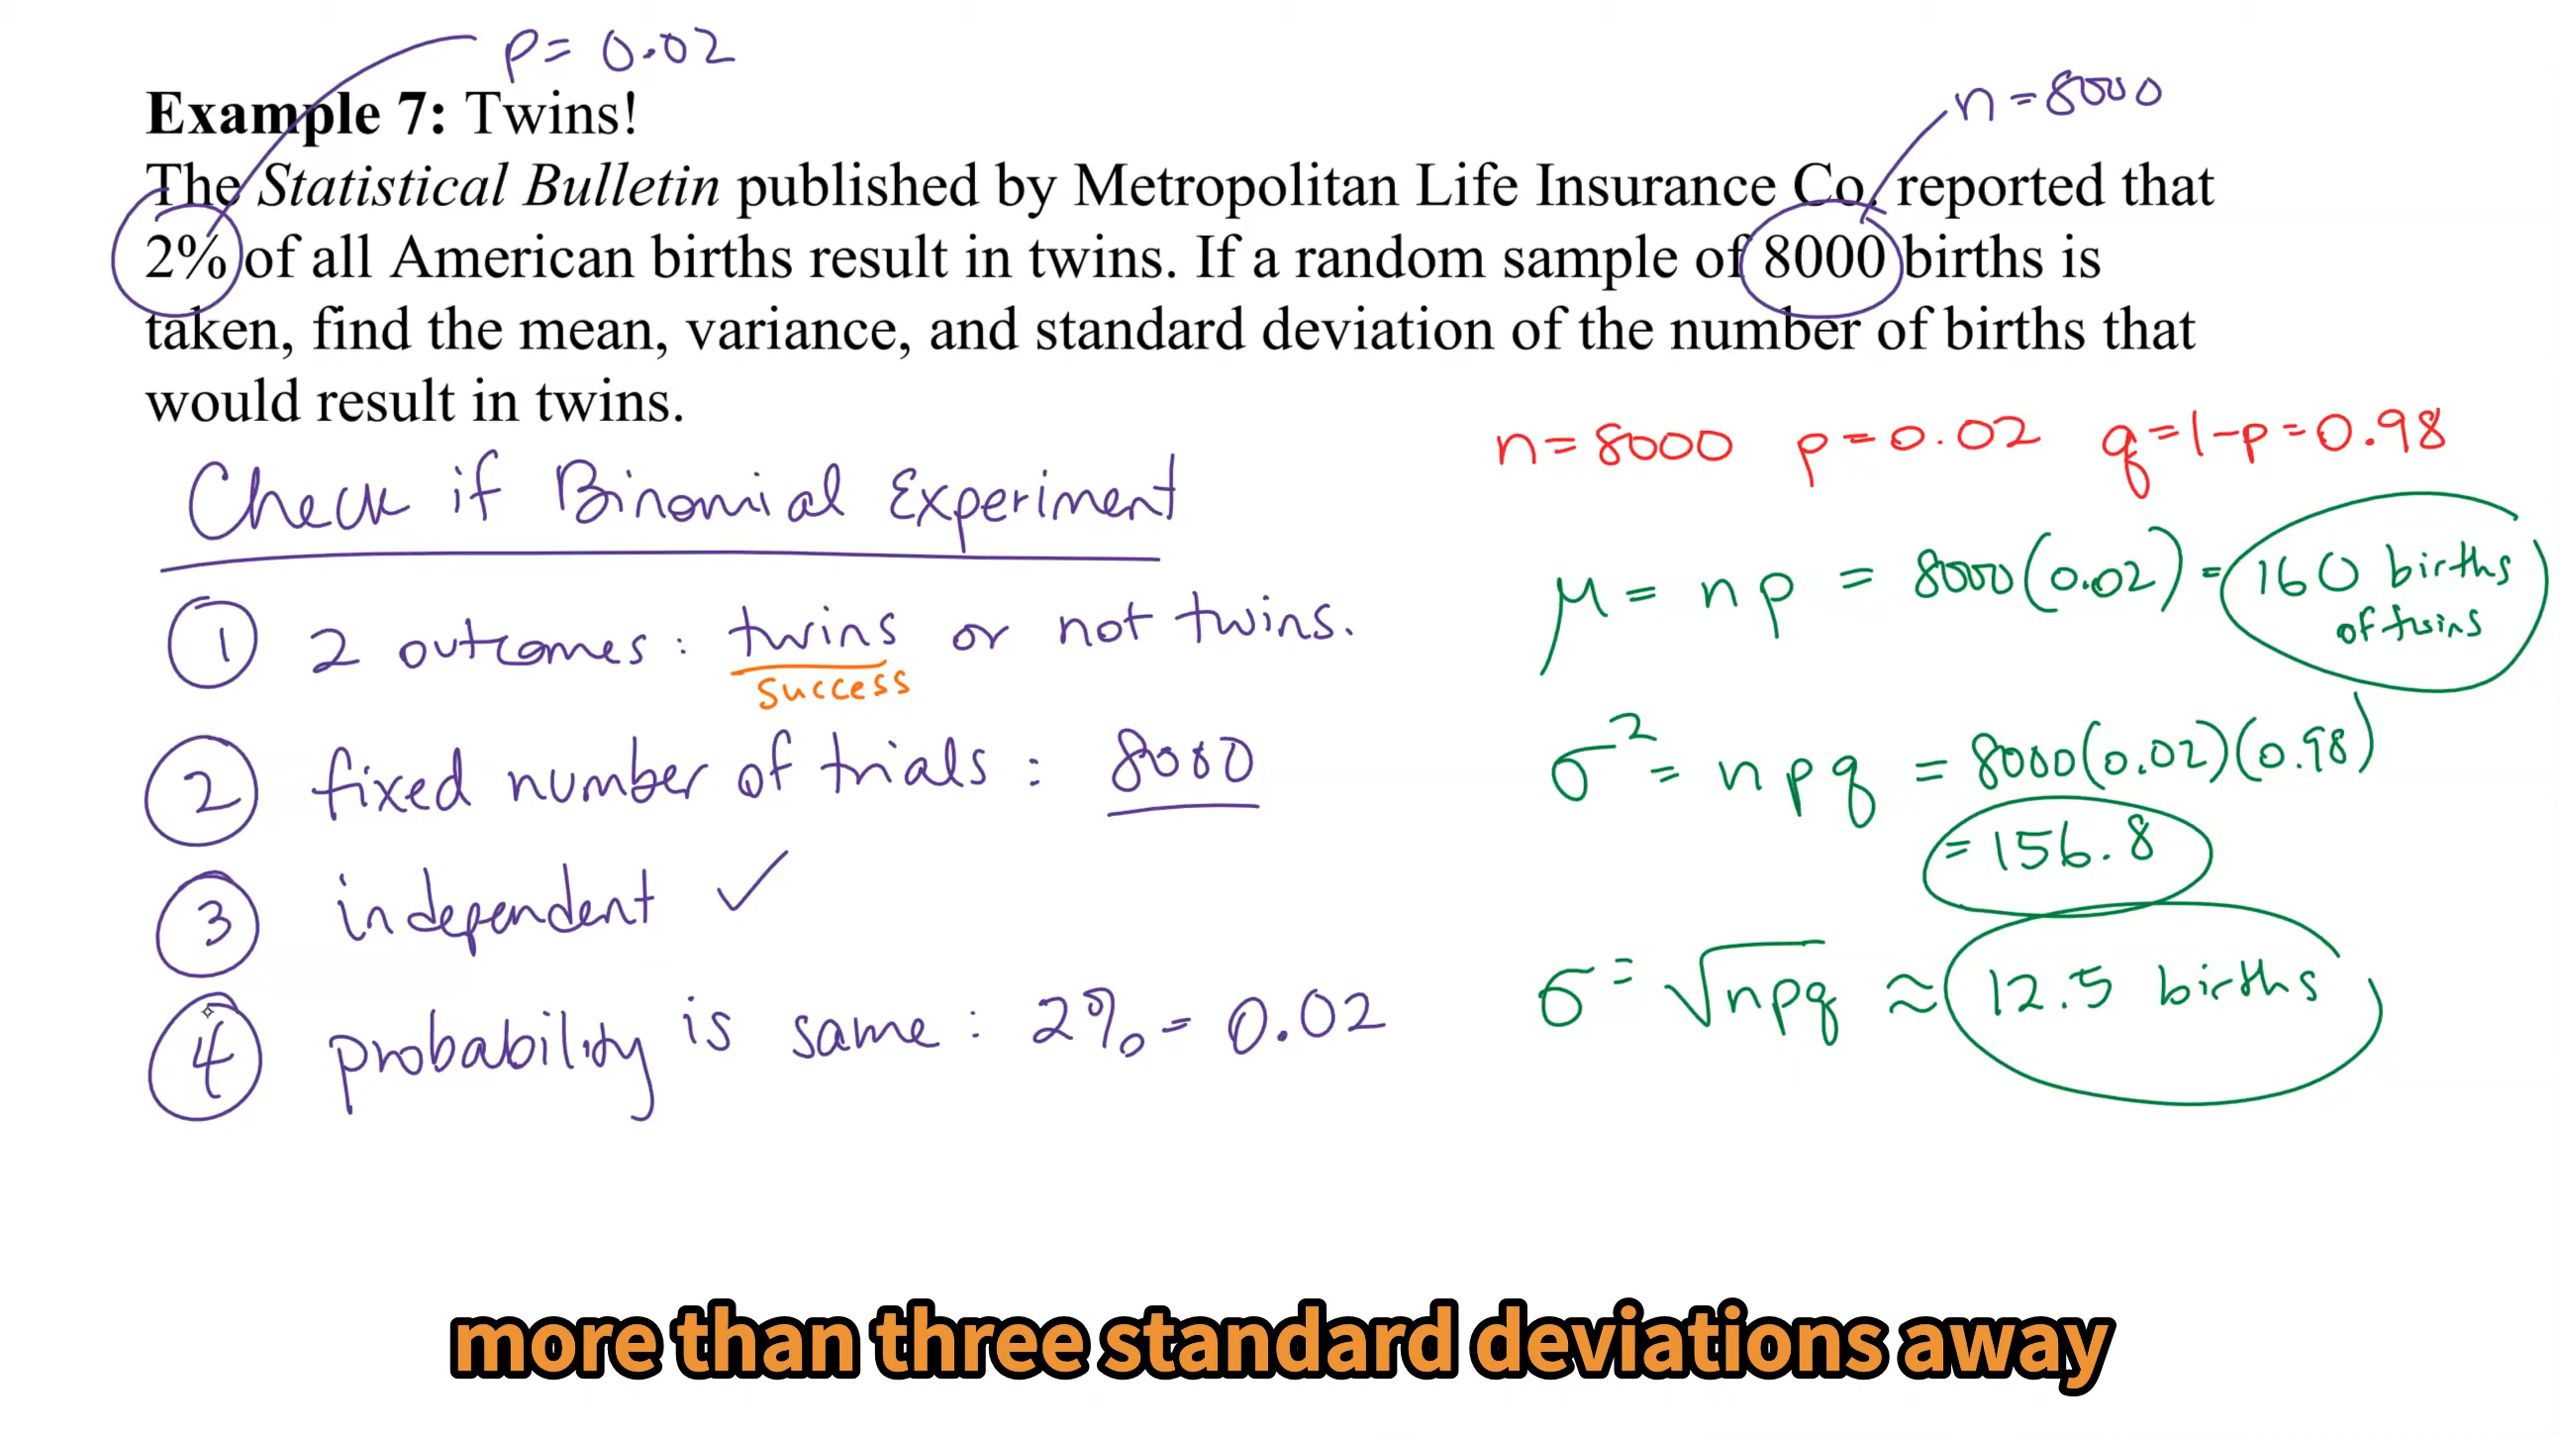 p = 0.02
n = 8000
Example 7: Twins!
The Statistical Bulletin published by Metropolitan Life Insurance Co. reported that
2% of all American births result in twins. If a random sample of 8000 births is
taken, find the mean, variance, and standard deviation of the number of births that
would result in twins.
n = 8000 p = 0.02 q = 1 - p = 0.98
Check if Binomial Experiment
μ = np = 8000(0.02) = 160 births
of twins
① 2 outcomes : twins or not twins.
success
σ² = npq = 8000(0.02)(0.98)
② fixed number of trials : 8000
= 156.8
③ independent ✓
σ = √npq ≈ 12.5 births
④ probability is same : 2% = 0.02
more than three standard deviations away